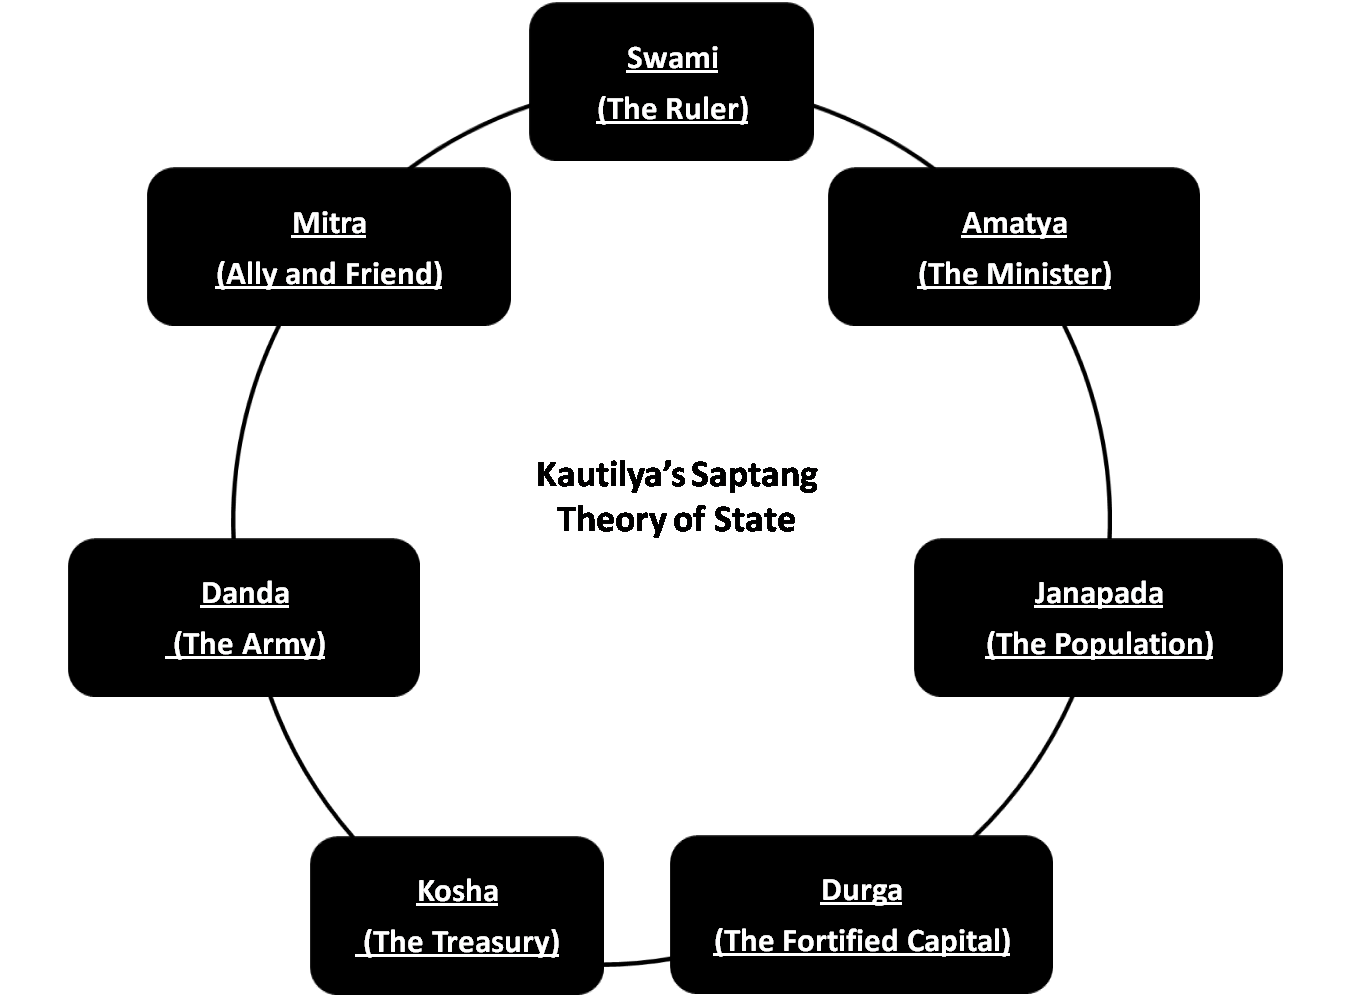 Swami
(The Ruler)
Mitra
(Ally and Friend)
Amatya
(The Minister)
Kautilya’s Saptang
Theory of State
Danda
(The Army)
Janapada
(The Population)
Kosha
(The Treasury)
Durga
(The Fortified Capital)